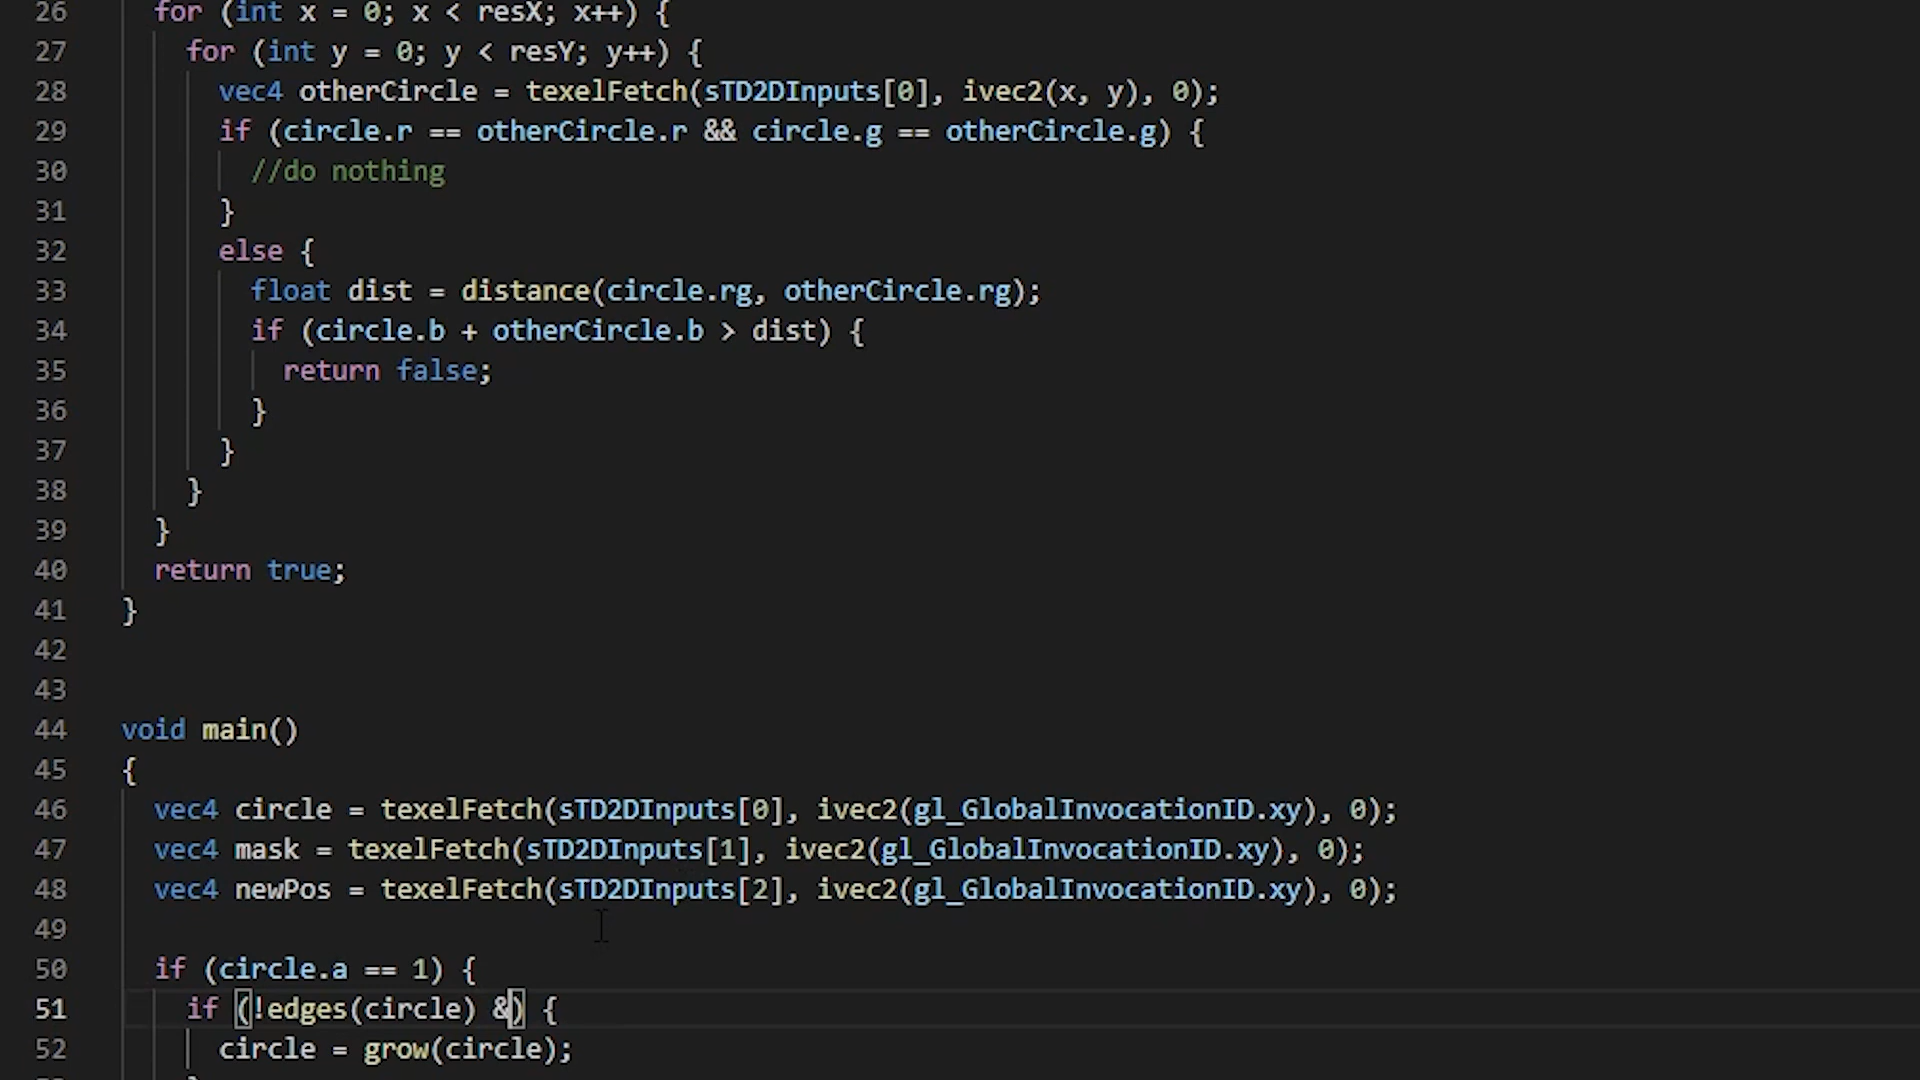 26 for (int x = 0; x < resX; x++) {
27 for (int y = 0; y < resY; y++) {
28 vec4 otherCircle = texelFetch(sTD2DInputs[0], ivec2(x, y), 0);
29 if (circle.r == otherCircle.r && circle.g == otherCircle.g) {
30 //do nothing
31 }
32 else {
33 float dist = distance(circle.rg, otherCircle.rg);
34 if (circle.b + otherCircle.b > dist) {
35 return false;
36 }
37 }
38 }
39 }
40 return true;
41 }
42
43
44 void main()
45 {
46 vec4 circle = texelFetch(sTD2DInputs[0], ivec2(gl_GlobalInvocationID.xy), 0);
47 vec4 mask = texelFetch(sTD2DInputs[1], ivec2(gl_GlobalInvocationID.xy), 0);
48 vec4 newPos = texelFetch(sTD2DInputs[2], ivec2(gl_GlobalInvocationID.xy), 0);
49
50 if (circle.a == 1) {
51 if (!edges(circle) &) {
52 circle = grow(circle);